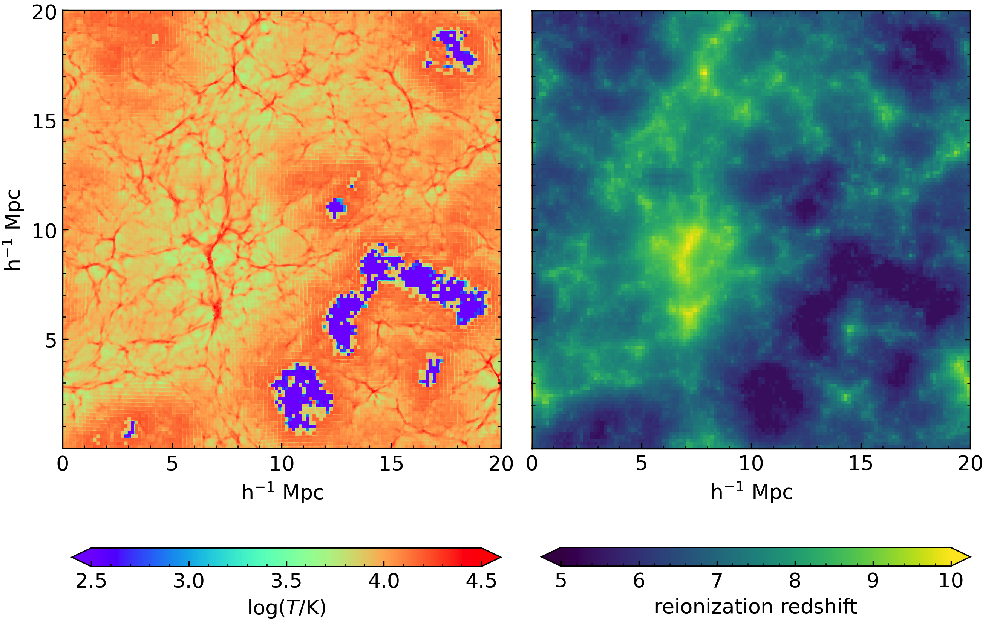 20
15
10
5
h⁻¹ Mpc
0 5 10 15 20
h⁻¹ Mpc
0 5 10 15 20
h⁻¹ Mpc
2.5 3.0 3.5 4.0 4.5
log(T/K)
5 6 7 8 9 10
reionization redshift